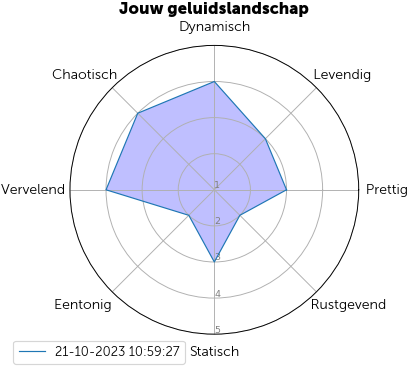 Jouw geluidslandschap
Dynamisch
Chaotisch
Levendig
Vervelend
Prettig
1
2
3
4
5
Eentonig
Rustgevend
Statisch
21-10-2023 10:59:27